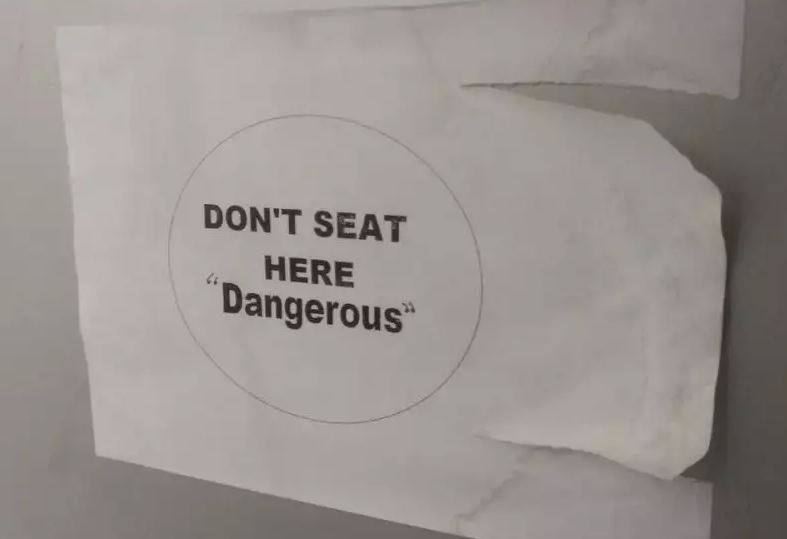 DON'T SEAT
HERE
“Dangerous”